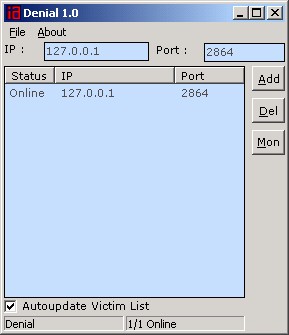 Denial 1.0
File About
IP : 127.0.0.1 Port : 2864
Status IP Port
Online 127.0.0.1 2864
Add
Del
Mon
Autoupdate Victim List
Denial 1/1 Online